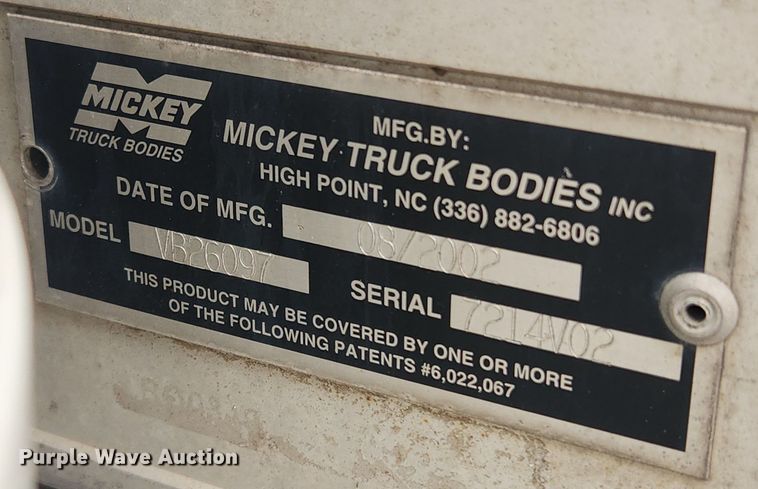 MICKEY
TRUCK BODIES
MFG.BY:
MICKEY TRUCK BODIES INC
HIGH POINT, NC (336) 882-6806
DATE OF MFG. 08/2002
MODEL VB26097
SERIAL 7214V02
THIS PRODUCT MAY BE COVERED BY ONE OR MORE
OF THE FOLLOWING PATENTS #6,022,067
Purple Wave Auction